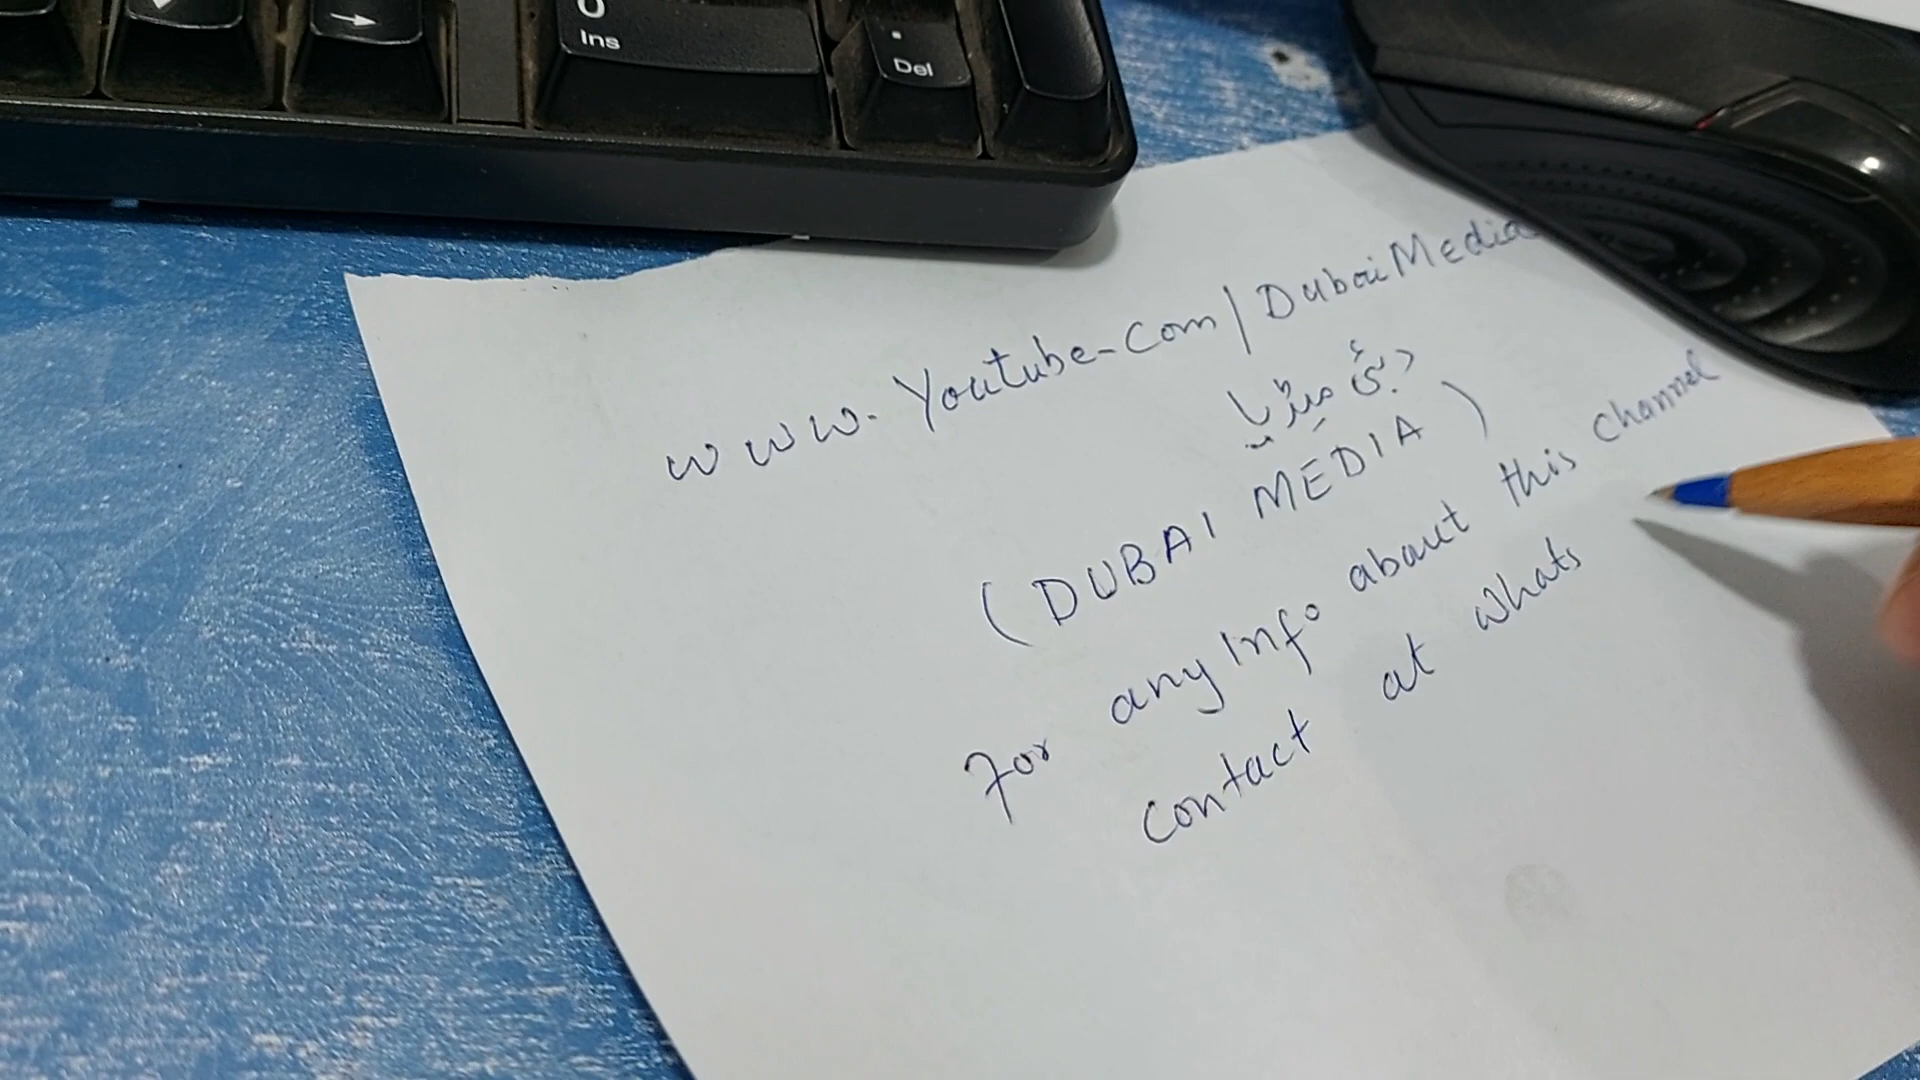 0
Ins
.
Del
www.Youtube.Com/DubaiMedia
دبئی میڈیا
(DUBAI MEDIA)
For any Info about this channel
contact at whats